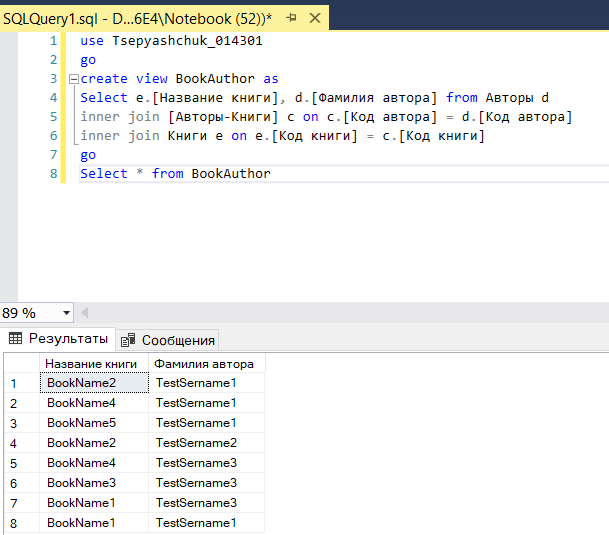 SQLQuery1.sql - D...6E4\Notebook (52))*
1 use Tsepyashchuk_014301
2 go
3 create view BookAuthor as
4 Select e.[Название книги], d.[Фамилия автора] from Авторы d
5 inner join [Авторы-Книги] c on c.[Код автора] = d.[Код автора]
6 inner join Книги e on e.[Код книги] = c.[Код книги]
7 go
8 Select * from BookAuthor
89 %
Результаты Сообщения
Название книги Фамилия автора
1 BookName2 TestSername1
2 BookName4 TestSername1
3 BookName5 TestSername1
4 BookName2 TestSername2
5 BookName4 TestSername3
6 BookName3 TestSername3
7 BookName1 TestSername3
8 BookName1 TestSername1